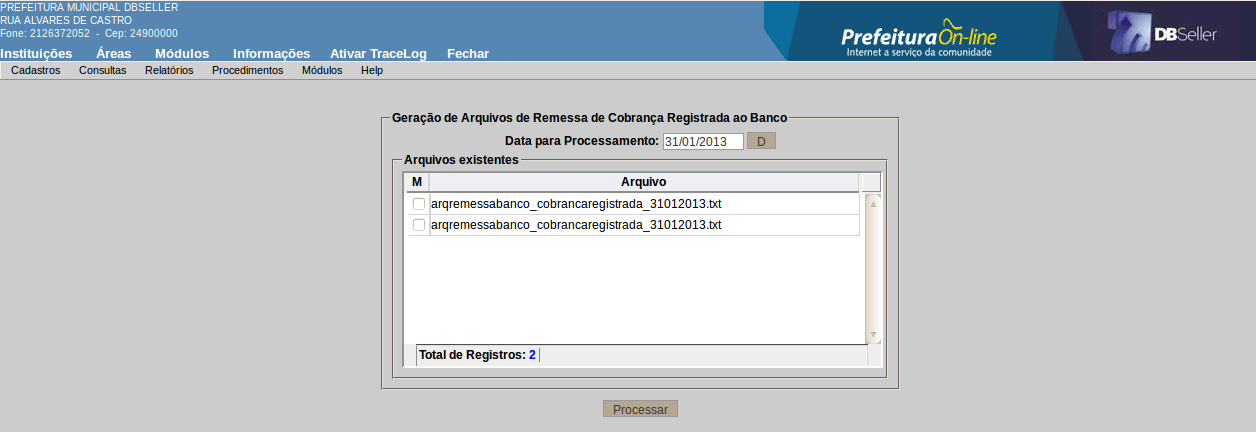 PREFEITURA MUNICIPAL DBSELLER
RUA ALVARES DE CASTRO
Fone: 2126372052 - Cep: 24900000
PrefeituraOn-line
Internet a serviço da comunidade
DBSeller
Instituições Áreas Módulos Informações Ativar TraceLog Fechar
Cadastros Consultas Relatórios Procedimentos Módulos Help
Geração de Arquivos de Remessa de Cobrança Registrada ao Banco
Data para Processamento: 31/01/2013 D
Arquivos existentes
M Arquivo
arqremessabanco_cobrancaregistrada_31012013.txt
arqremessabanco_cobrancaregistrada_31012013.txt
Total de Registros: 2
Processar